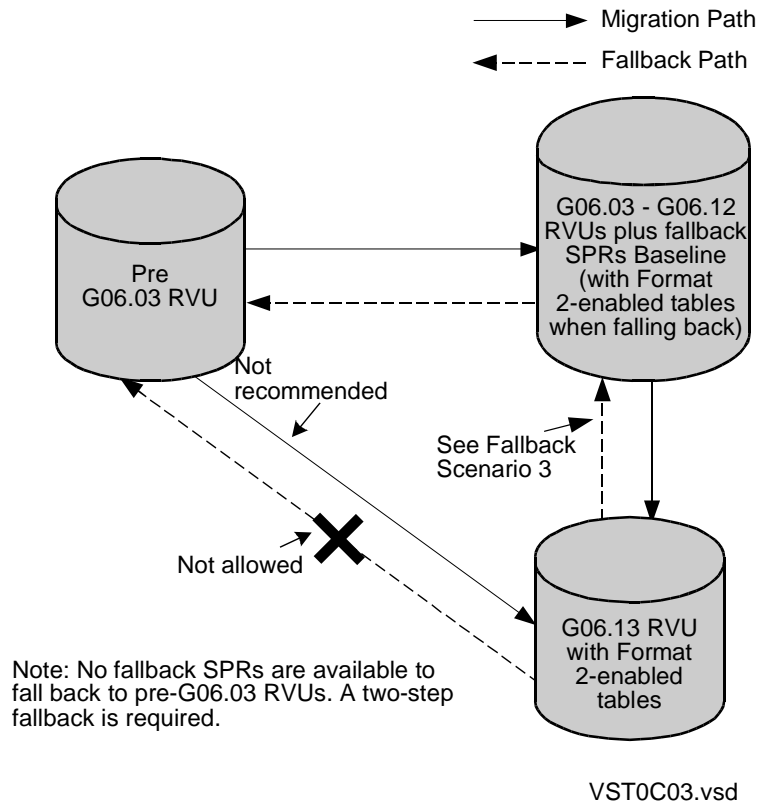 Migration Path
Fallback Path
G06.03 - G06.12
RVUs plus fallback
SPRs Baseline
(with Format
2-enabled tables
when falling back)
Pre
G06.03 RVU
Not
recommended
See Fallback
Scenario 3
Not allowed
G06.13 RVU
with Format
2-enabled
tables
Note: No fallback SPRs are available to
fall back to pre-G06.03 RVUs. A two-step
fallback is required.
VST0C03.vsd